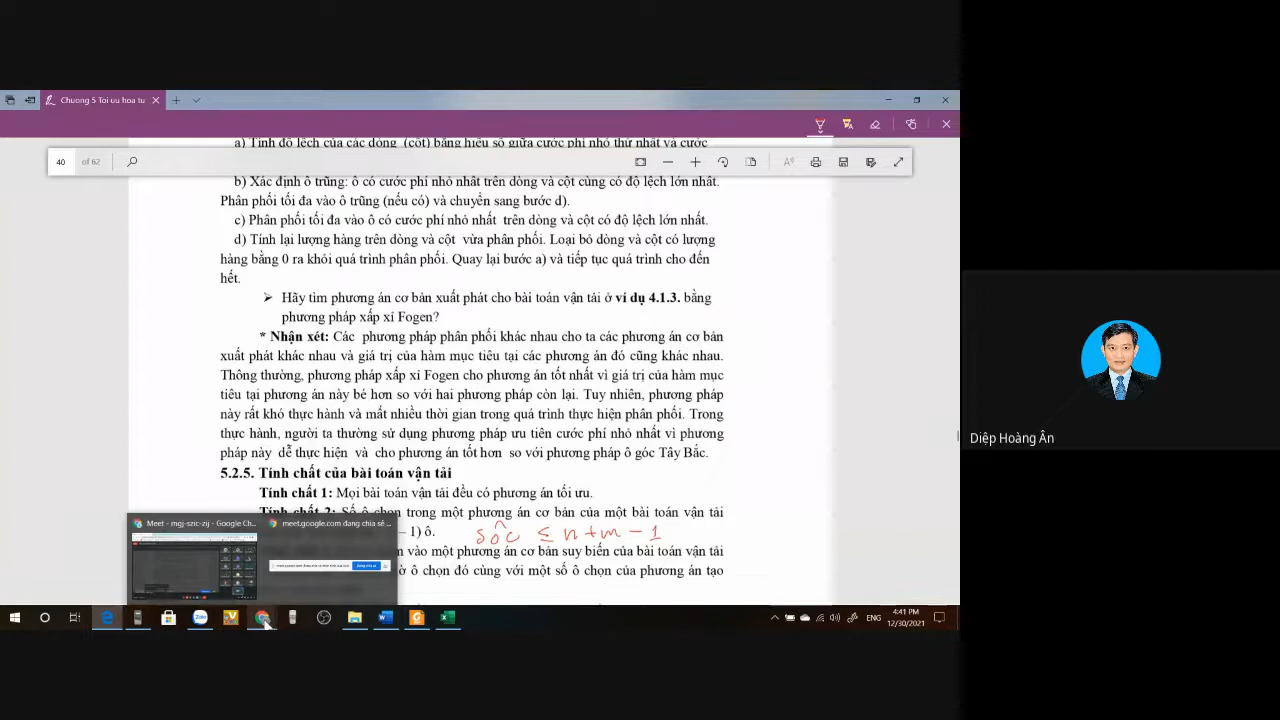 Chuong 5 Toi uu hoa tu
a) Tính độ lệch của các dòng (cột) bằng hiệu số giữa cước phí nhỏ thứ nhất và cước
40 of 62
b) Xác định ô trũng: ô có cước phí nhỏ nhất trên dòng và cột cùng có độ lệch lớn nhất.
Phân phối tối đa vào ô trũng (nếu có) và chuyển sang bước d).
c) Phân phối tối đa vào ô có cước phí nhỏ nhất trên dòng và cột có độ lệch lớn nhất.
d) Tính lại lượng hàng trên dòng và cột vừa phân phối. Loại bỏ dòng và cột có lượng
hàng bằng 0 ra khỏi quá trình phân phối. Quay lại bước a) và tiếp tục quá trình cho đến
hết.
➢ Hãy tìm phương án cơ bản xuất phát cho bài toán vận tải ở ví dụ 4.1.3. bằng
phương pháp xấp xỉ Fogen?
* Nhận xét: Các phương pháp phân phối khác nhau cho ta các phương án cơ bản
xuất phát khác nhau và giá trị của hàm mục tiêu tại các phương án đó cũng khác nhau.
Thông thường, phương pháp xấp xỉ Fogen cho phương án tốt nhất vì giá trị của hàm mục
tiêu tại phương án này bé hơn so với hai phương pháp còn lại. Tuy nhiên, phương pháp
này rất khó thực hành và mất nhiều thời gian trong quá trình thực hiện phân phối. Trong
thực hành, người ta thường sử dụng phương pháp ưu tiên cước phí nhỏ nhất vì phương
pháp này dễ thực hiện và cho phương án tốt hơn so với phương pháp ô góc Tây Bắc.
5.2.5. Tính chất của bài toán vận tải
Tính chất 1: Mọi bài toán vận tải đều có phương án tối ưu.
Tính chất 2: Số ô chọn trong một phương án cơ bản của một bài toán vận tải
– 1) ô. sôc ≤ n + m - 1
vào một phương án cơ bản suy biến của bài toán vận tải
ô chọn đó cùng với một số ô chọn của phương án tạo
Meet - mgj-szic-zij - Google Ch...
meet.google.com đang chia sẻ ...
Diệp Hoàng Ân
Zalo
ENG
4:41 PM
12/30/2021